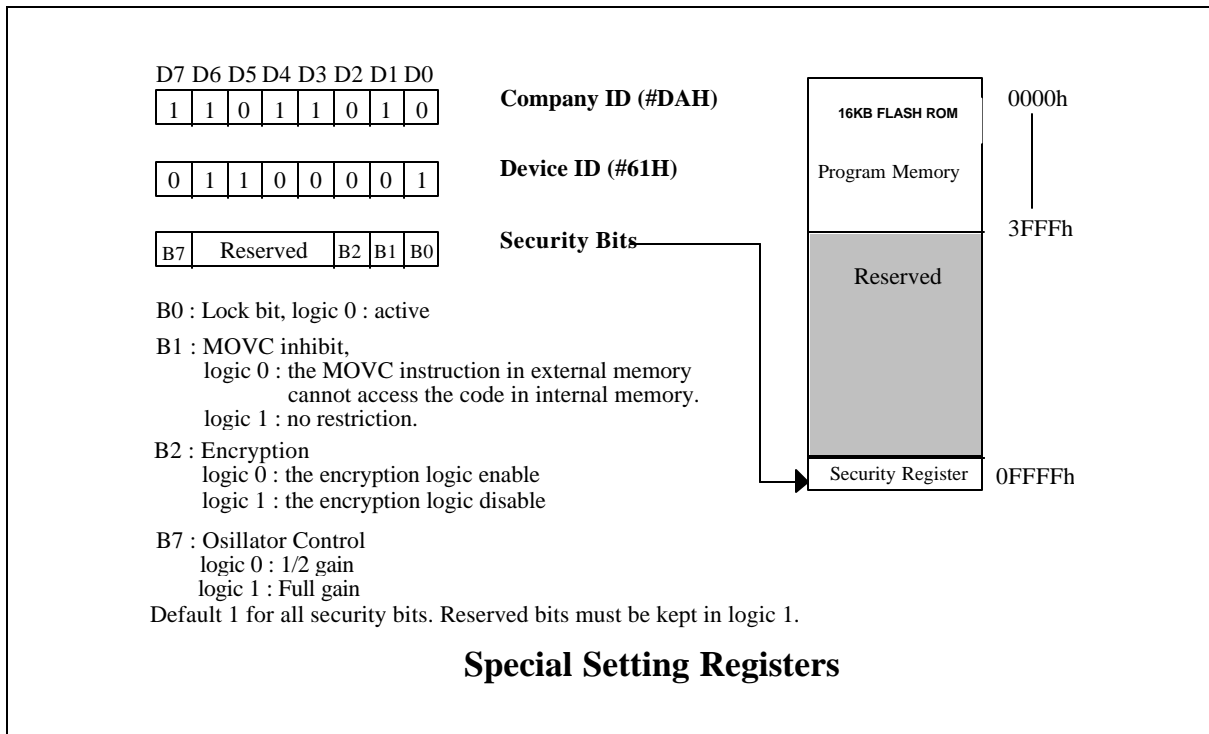 D7 D6 D5 D4 D3 D2 D1 D0
1 1 0 1 1 0 1 0
Company ID (#DAH)
0 1 1 0 0 0 0 1
Device ID (#61H)
B7 Reserved B2 B1 B0
Security Bits
B0 : Lock bit, logic 0 : active
B1 : MOVC inhibit,
logic 0 : the MOVC instruction in external memory
cannot access the code in internal memory.
logic 1 : no restriction.
B2 : Encryption
logic 0 : the encryption logic enable
logic 1 : the encryption logic disable
B7 : Osillator Control
logic 0 : 1/2 gain
logic 1 : Full gain
Default 1 for all security bits. Reserved bits must be kept in logic 1.
16KB FLASH ROM
Program Memory
0000h
3FFFh
Reserved
Security Register
0FFFFh
Special Setting Registers